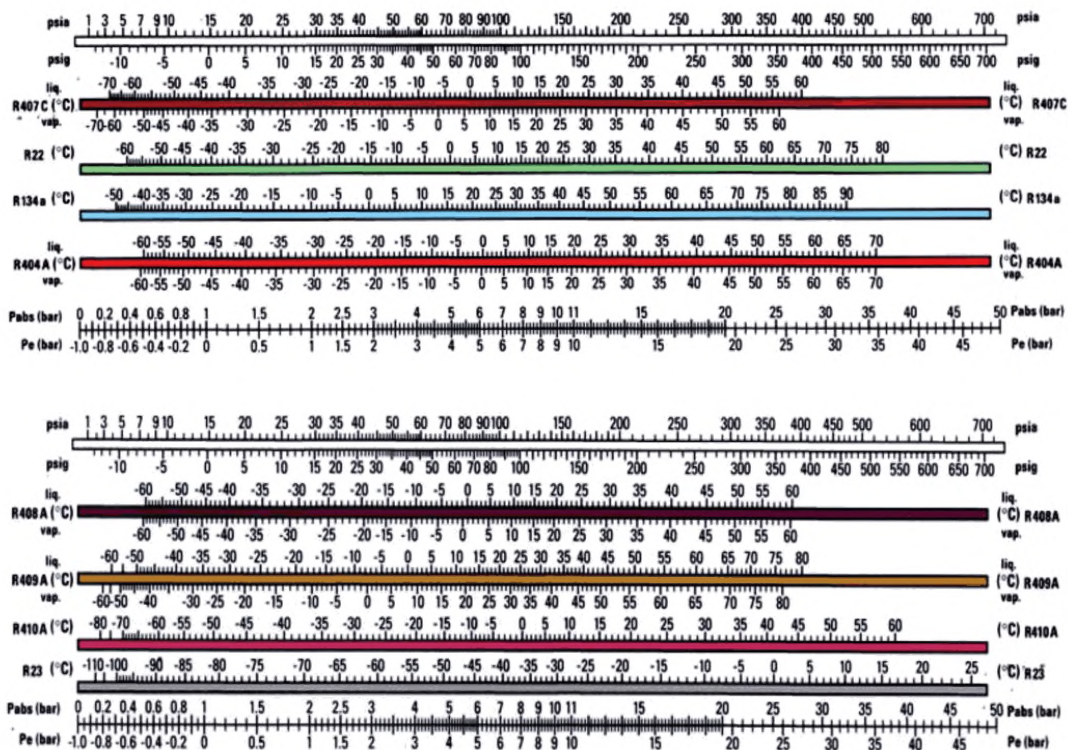 psia 1 3 5 7 9 10 15 20 25 30 35 40 50 60 70 80 90 100 150 200 250 300 350 400 450 500 600 700 psia
psig -10 -5 0 5 10 15 20 25 30 40 50 60 70 80 100 150 200 250 300 350 400 450 500 600 650 700 psig
liq. -70 -60 -50 -45 -40 -35 -30 -25 -20 -15 -10 -5 0 5 10 15 20 25 30 35 40 45 50 55 60 liq.
R407C (°C) (°C) R407C
vap. -70 -60 -50 -45 -40 -35 -30 -25 -20 -15 -10 -5 0 5 10 15 20 25 30 35 40 45 50 55 60 vap.
R22 (°C) -60 -50 -45 -40 -35 -30 -25 -20 -15 -10 -5 0 5 10 15 20 25 30 35 40 45 50 55 60 65 70 75 80 (°C) R22
R134a (°C) -50 -40 -35 -30 -25 -20 -15 -10 -5 0 5 10 15 20 25 30 35 40 45 50 55 60 65 70 75 80 85 90 (°C) R134a
liq. -60 -55 -50 -45 -40 -35 -30 -25 -20 -15 -10 -5 0 5 10 15 20 25 30 35 40 45 50 55 60 65 70 liq.
R404A (°C) (°C) R404A
vap. -60 -55 -50 -45 -40 -35 -30 -25 -20 -15 -10 -5 0 5 10 15 20 25 30 35 40 45 50 55 60 65 70 vap.
Pabs (bar) 0 0.2 0.4 0.6 0.8 1 1.5 2 2.5 3 4 5 6 7 8 9 10 11 15 20 25 30 35 40 45 50 Pabs (bar)
Pe (bar) -1.0 -0.8 -0.6 -0.4 -0.2 0 0.5 1 1.5 2 3 4 5 6 7 8 9 10 15 20 25 30 35 40 45 Pe (bar)
psia 1 3 5 7 9 10 15 20 25 30 35 40 50 60 70 80 90 100 150 200 250 300 350 400 450 500 600 700 psia
psig -10 -5 0 5 10 15 20 25 30 40 50 60 70 80 100 150 200 250 300 350 400 450 500 600 650 700 psig
liq. -60 -50 -45 -40 -35 -30 -25 -20 -15 -10 -5 0 5 10 15 20 25 30 35 40 45 50 55 60 liq.
R408A (°C) (°C) R408A
vap. -60 -50 -45 -40 -35 -30 -25 -20 -15 -10 -5 0 5 10 15 20 25 30 35 40 45 50 55 60 vap.
liq. -60 -50 -40 -35 -30 -25 -20 -15 -10 -5 0 5 10 15 20 25 30 35 40 45 50 55 60 65 70 75 80 liq.
R409A (°C) (°C) R409A
vap. -60 -50 -40 -30 -25 -20 -15 -10 -5 0 5 10 15 20 25 30 35 40 45 50 55 60 65 70 75 80 vap.
R410A (°C) -80 -70 -60 -55 -50 -45 -40 -35 -30 -25 -20 -15 -10 -5 0 5 10 15 20 25 30 35 40 45 50 55 60 (°C) R410A
R23 (°C) -110 -100 -90 -85 -80 -75 -70 -65 -60 -55 -50 -45 -40 -35 -30 -25 -20 -15 -10 -5 0 5 10 15 20 25 (°C) R23
Pabs (bar) 0 0.2 0.4 0.6 0.8 1 1.5 2 2.5 3 4 5 6 7 8 9 10 11 15 20 25 30 35 40 45 50 Pabs (bar)
Pe (bar) -1.0 -0.8 -0.6 -0.4 -0.2 0 0.5 1 1.5 2 3 4 5 6 7 8 9 10 15 20 25 30 35 40 45 Pe (bar)